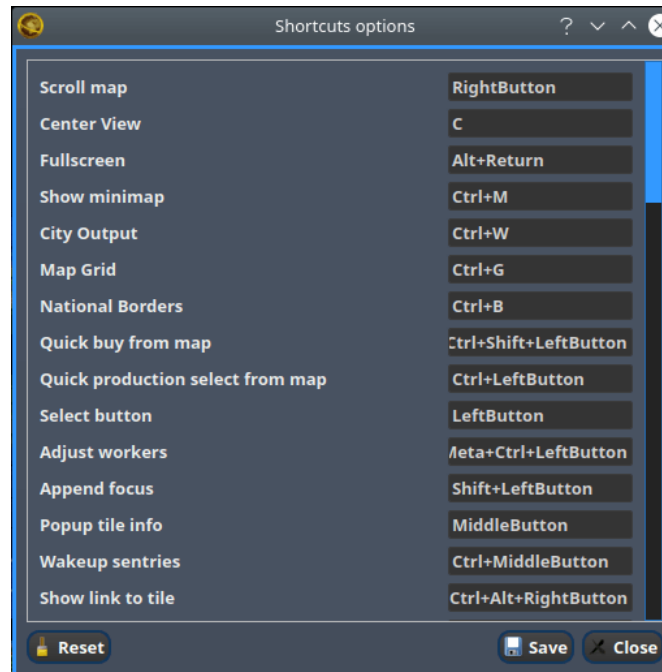 Shortcuts options
Scroll map RightButton
Center View C
Fullscreen Alt+Return
Show minimap Ctrl+M
City Output Ctrl+W
Map Grid Ctrl+G
National Borders Ctrl+B
Quick buy from map Ctrl+Shift+LeftButton
Quick production select from map Ctrl+LeftButton
Select button LeftButton
Adjust workers Meta+Ctrl+LeftButton
Append focus Shift+LeftButton
Popup tile info MiddleButton
Wakeup sentries Ctrl+MiddleButton
Show link to tile Ctrl+Alt+RightButton
Reset Save Close